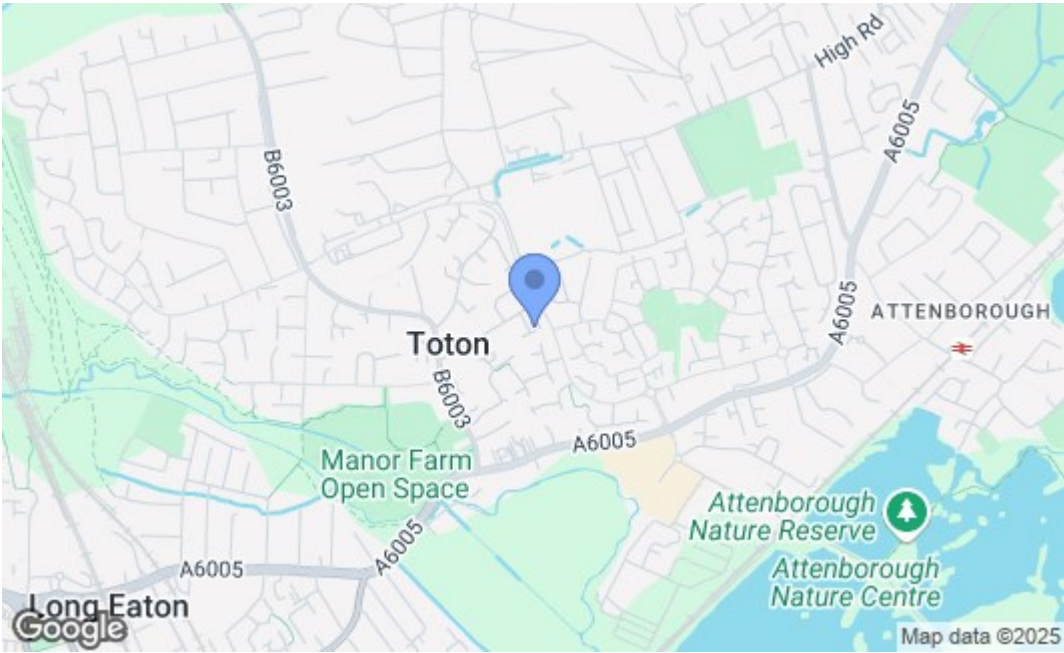 High Rd
A6005
B6003
A6005
ATTENBOROUGH
Toton
B6003
A6005
Manor Farm
Open Space
Attenborough
Nature Reserve
A6005
A6005
Attenborough
Nature Centre
Long Eaton
Google
Map data ©2025